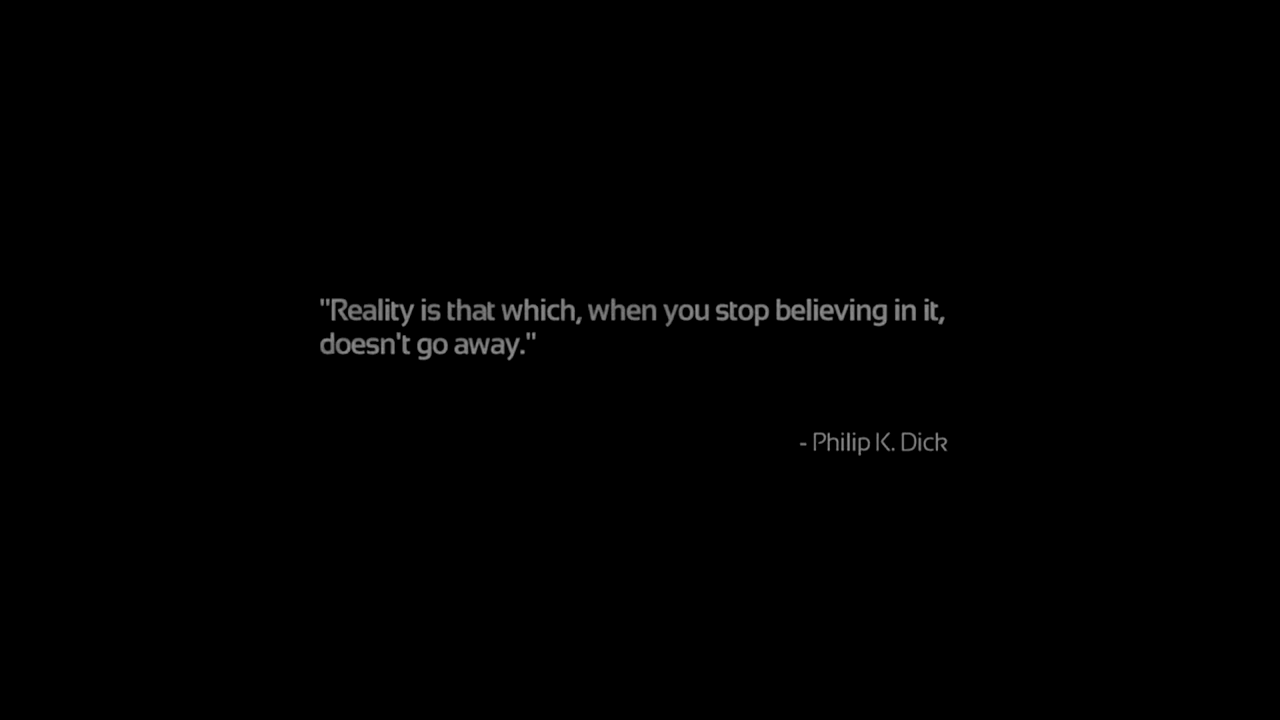 "Reality is that which, when you stop believing in it,
doesn't go away."
- Philip K. Dick